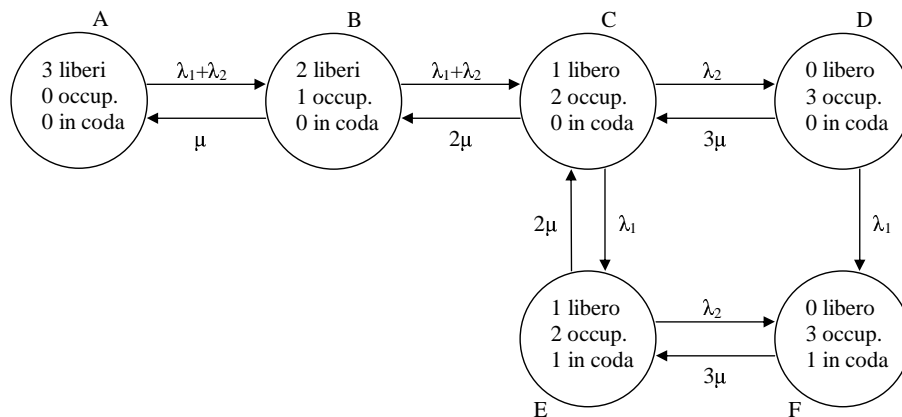 A
B
C
D
3 liberi
0 occup.
0 in coda
λ1+λ2
μ
2 liberi
1 occup.
0 in coda
λ1+λ2
2μ
1 libero
2 occup.
0 in coda
λ2
3μ
0 libero
3 occup.
0 in coda
2μ
λ1
λ1
1 libero
2 occup.
1 in coda
λ2
3μ
0 libero
3 occup.
1 in coda
E
F